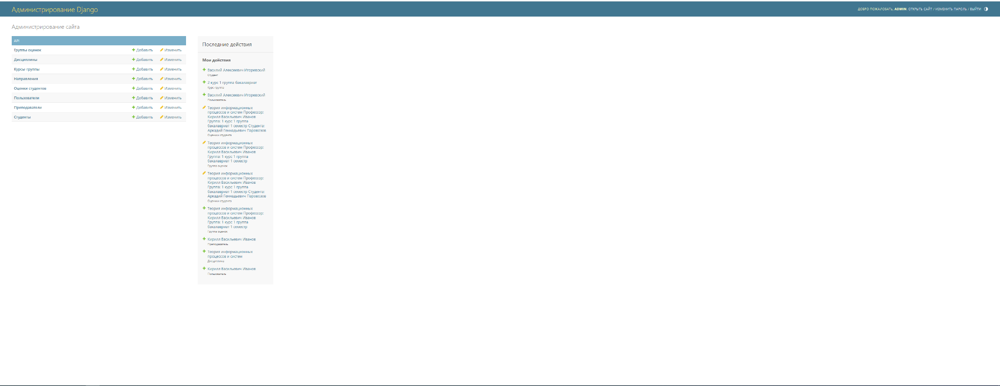 Администрирование Django
ДОБРО ПОЖАЛОВАТЬ, ADMIN. ОТКРЫТЬ САЙТ / ИЗМЕНИТЬ ПАРОЛЬ / ВЫЙТИ
Администрирование сайта
API
Группы оценок Добавить Изменить
Дисциплины Добавить Изменить
Курсы-группы Добавить Изменить
Направления Добавить Изменить
Оценки студентов Добавить Изменить
Пользователи Добавить Изменить
Преподаватели Добавить Изменить
Студенты Добавить Изменить
Последние действия
Мои действия
Василий Алексеевич Игоревский
Студент
2 курс 1 группа бакалавриат
Курс-группа
Василий Алексеевич Игоревский
Пользователь
Теория информационных
процессов и систем Профессор:
Кирилл Васильевич Иванов
Группа: 1 курс 1 группа
бакалавриат 1 семестр Студента:
Аркадий Геннадьевич Паровозов
Оценкки студента
Теория информационных
процессов и систем Профессор:
Кирилл Васильевич Иванов
Группа: 1 курс 1 группа
бакалавриат 1 семестр
Группа оценок
Теория информационных
процессов и систем Профессор:
Кирилл Васильевич Иванов
Группа: 1 курс 1 группа
бакалавриат 1 семестр Студента:
Аркадий Геннадьевич Паровозов
Оценкки студента
Теория информационных
процессов и систем Профессор:
Кирилл Васильевич Иванов
Группа: 1 курс 1 группа
бакалавриат 1 семестр
Группа оценок
Кирилл Васильевич Иванов
Преподаватель
Теория информационных
процессов и систем
Дисциплина
Кирилл Васильевич Иванов
Пользователь